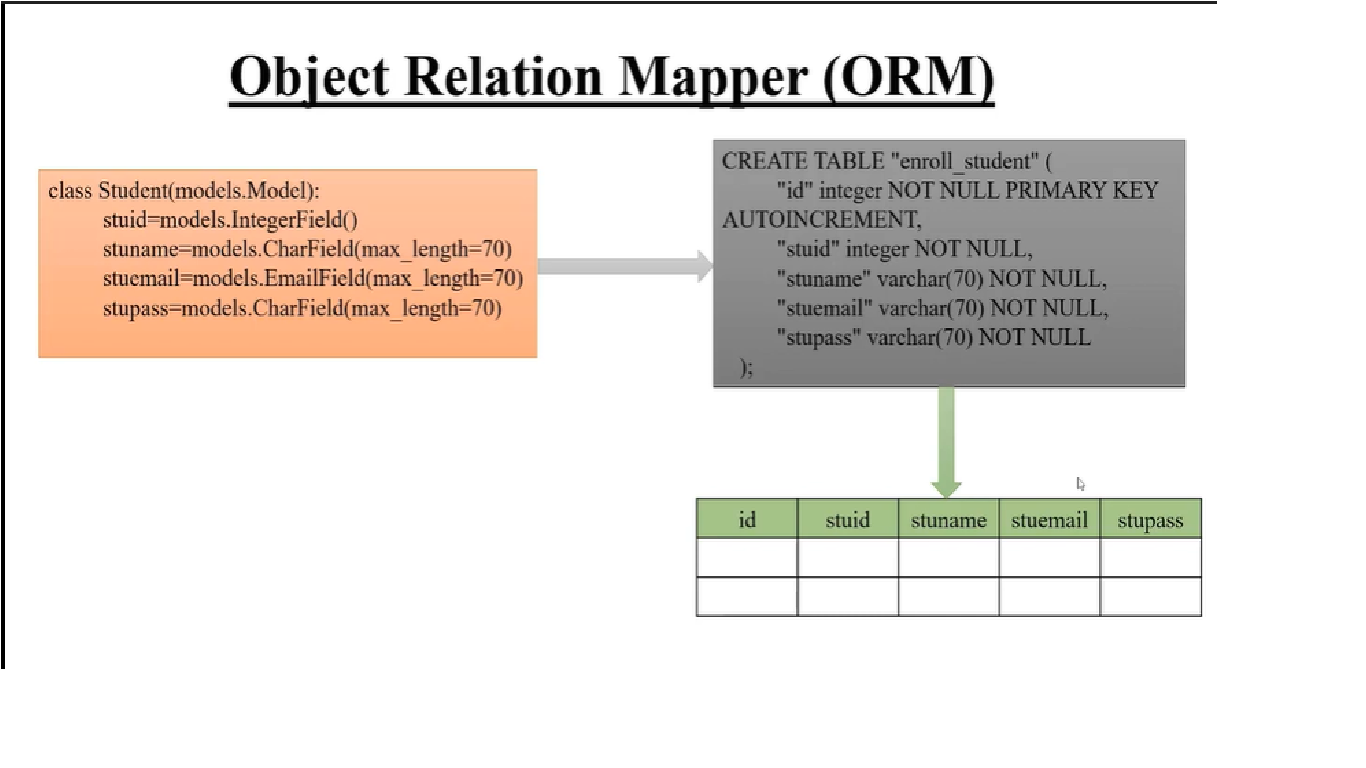 Object Relation Mapper (ORM)
class Student(models.Model):
stuid=models.IntegerField()
stuname=models.CharField(max_length=70)
stuemail=models.EmailField(max_length=70)
stupass=models.CharField(max_length=70)
CREATE TABLE "enroll_student" (
"id" integer NOT NULL PRIMARY KEY
AUTOINCREMENT,
"stuid" integer NOT NULL,
"stuname" varchar(70) NOT NULL,
"stuemail" varchar(70) NOT NULL,
"stupass" varchar(70) NOT NULL
);
id stuid stuname stuemail stupass